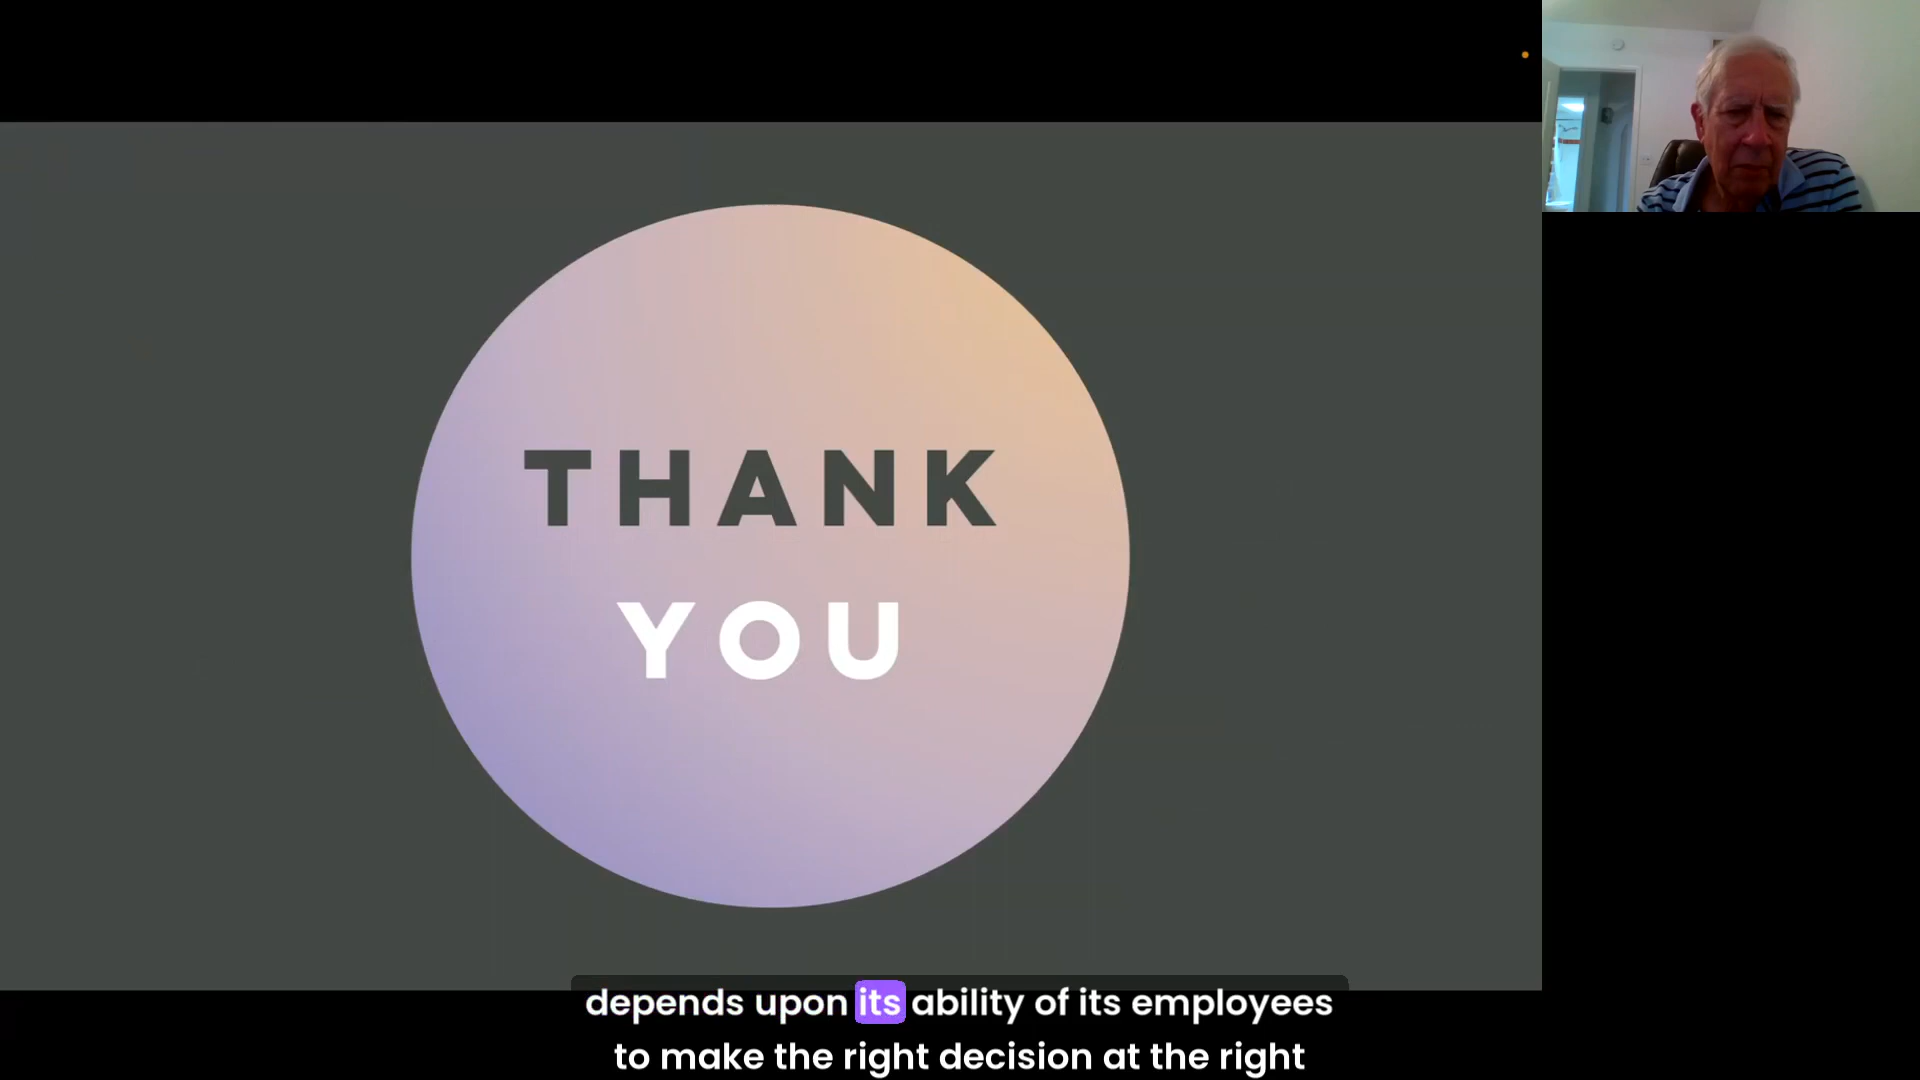 THANK
YOU
depends upon its ability of its employees
to make the right decision at the right